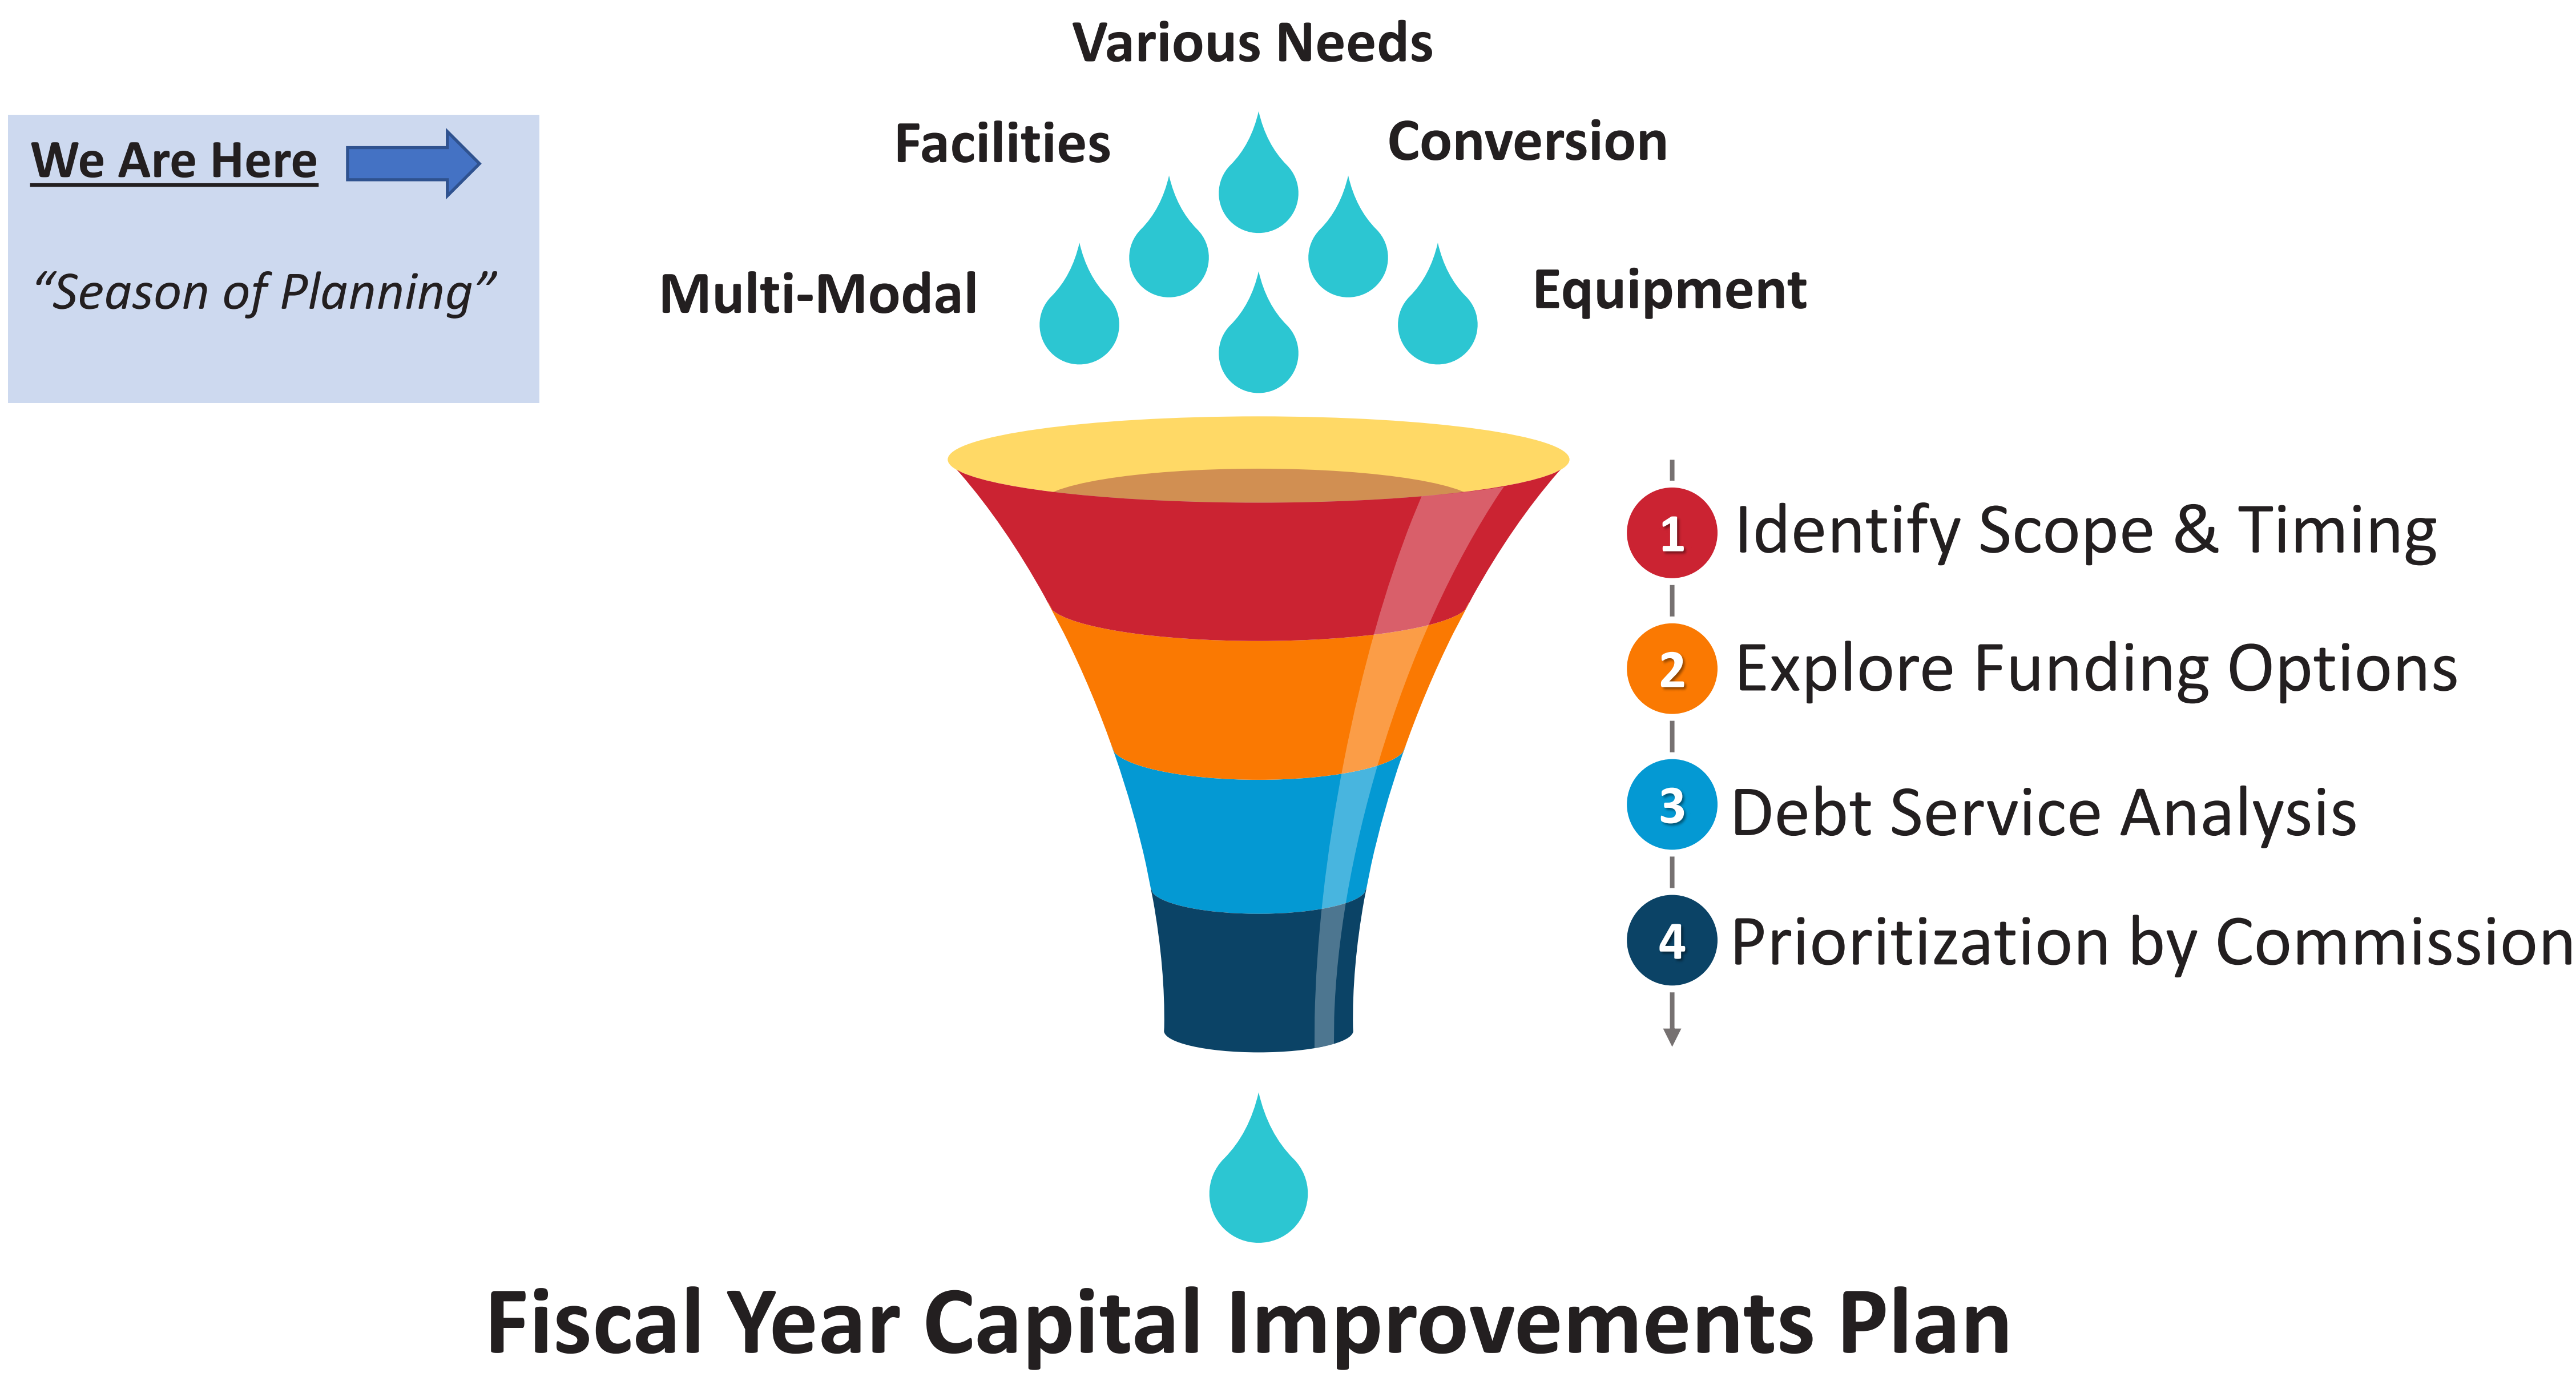 Various Needs
Facilities
Conversion
We Are Here
“Season of Planning”
Multi-Modal
Equipment
1 Identify Scope & Timing
2 Explore Funding Options
3 Debt Service Analysis
4 Prioritization by Commission
Fiscal Year Capital Improvements Plan